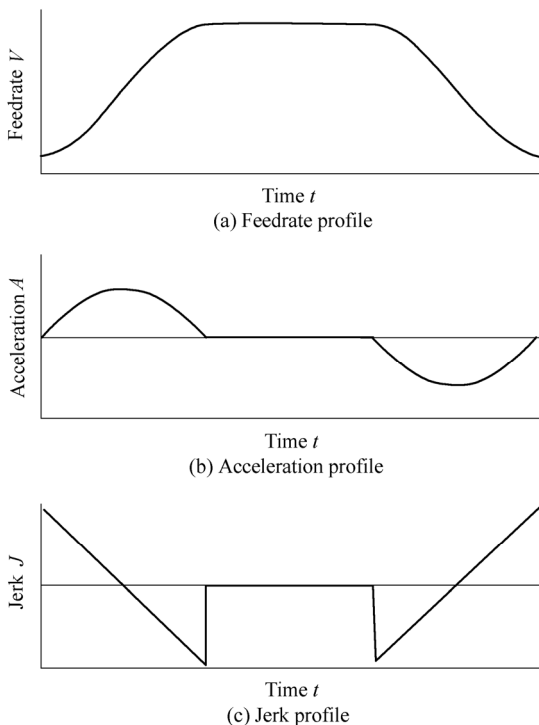 Feedrate V
Time t
(a) Feedrate profile
Acceleration A
Time t
(b) Acceleration profile
Jerk J
Time t
(c) Jerk profile